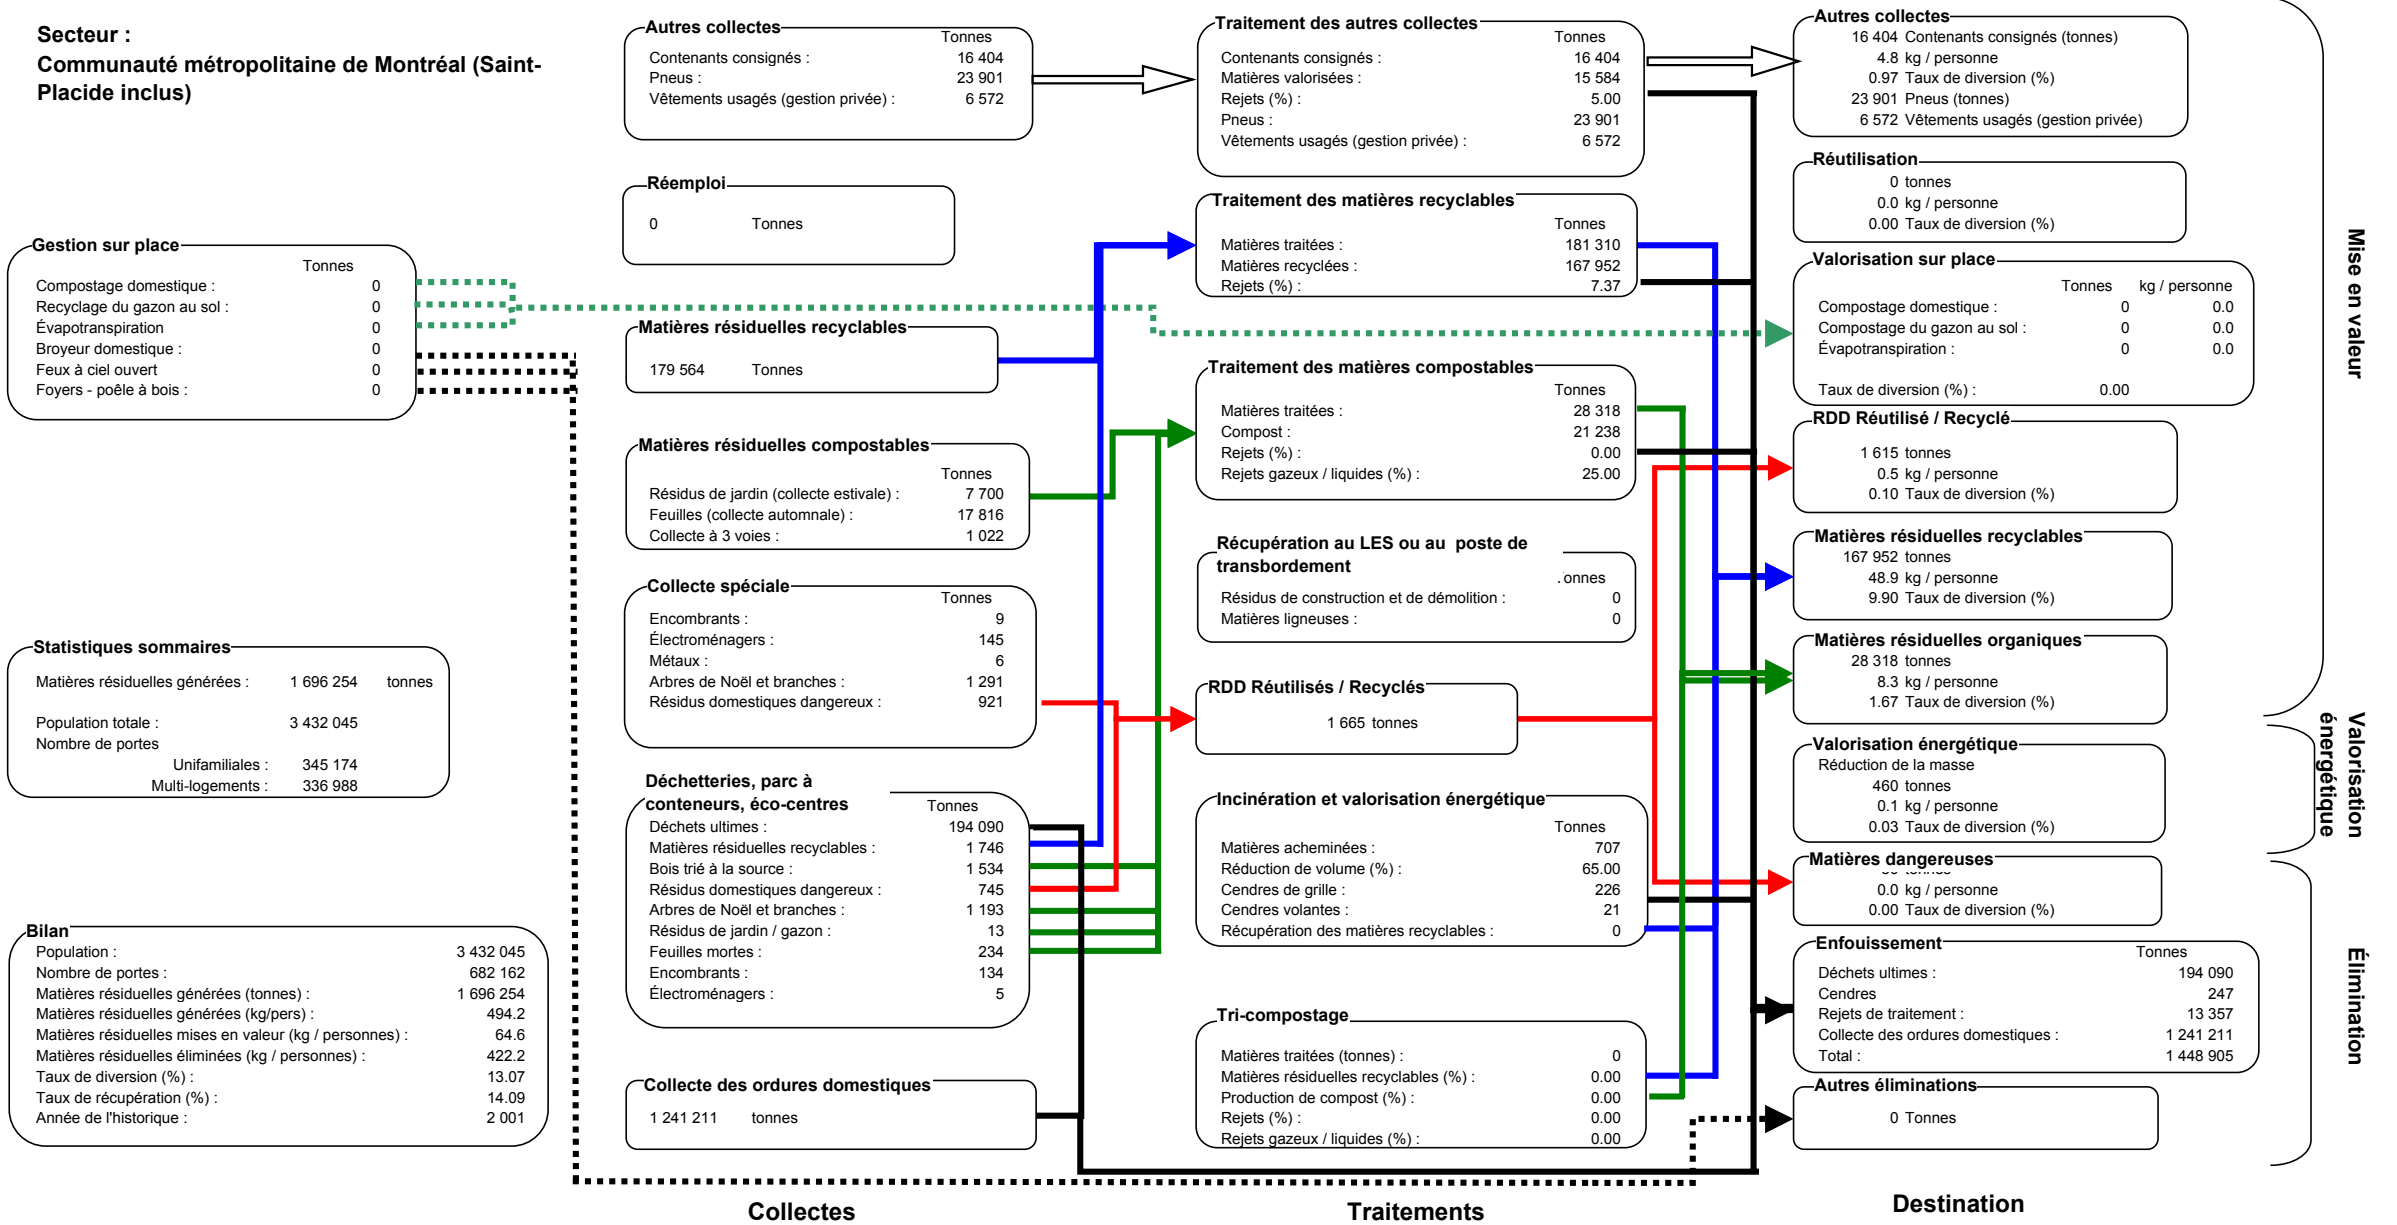 Secteur :
Communauté métropolitaine de Montréal (Saint-
Placide inclus)
Gestion sur place
Tonnes
Compostage domestique : 0
Recyclage du gazon au sol : 0
Évapotranspiration 0
Broyeur domestique : 0
Feux à ciel ouvert 0
Foyers - poêle à bois : 0
Statistiques sommaires
Matières résiduelles générées : 1 696 254 tonnes
Population totale : 3 432 045
Nombre de portes
Unifamiliales : 345 174
Multi-logements : 336 988
Bilan
Population : 3 432 045
Nombre de portes : 682 162
Matières résiduelles générées (tonnes) : 1 696 254
Matières résiduelles générées (kg/pers) : 494.2
Matières résiduelles mises en valeur (kg / personnes) : 64.6
Matières résiduelles éliminées (kg / personnes) : 422.2
Taux de diversion (%) : 13.07
Taux de récupération (%) : 14.09
Année de l'historique : 2 001
Autres collectes
Tonnes
Contenants consignés : 16 404
Pneus : 23 901
Vêtements usagés (gestion privée) : 6 572
Réemploi
0 Tonnes
Matières résiduelles recyclables
179 564 Tonnes
Matières résiduelles compostables
Tonnes
Résidus de jardin (collecte estivale) : 7 700
Feuilles (collecte automnale) : 17 816
Collecte à 3 voies : 1 022
Collecte spéciale
Tonnes
Encombrants : 9
Électroménagers : 145
Métaux : 6
Arbres de Noël et branches : 1 291
Résidus domestiques dangereux : 921
Déchetteries, parc à
conteneurs, éco-centres
Tonnes
Déchets ultimes : 194 090
Matières résiduelles recyclables : 1 746
Bois trié à la source : 1 534
Résidus domestiques dangereux : 745
Arbres de Noël et branches : 1 193
Résidus de jardin / gazon : 13
Feuilles mortes : 234
Encombrants : 134
Électroménagers : 5
Collecte des ordures domestiques
1 241 211 tonnes
Collectes
Traitement des autres collectes
Tonnes
Contenants consignés : 16 404
Matières valorisées : 15 584
Rejets (%) : 5.00
Pneus : 23 901
Vêtements usagés (gestion privée) : 6 572
Traitement des matières recyclables
Tonnes
Matières traitées : 181 310
Matières recyclées : 167 952
Rejets (%) : 7.37
Traitement des matières compostables
Tonnes
Matières traitées : 28 318
Compost : 21 238
Rejets (%) : 0.00
Rejets gazeux / liquides (%) : 25.00
Récupération au LES ou au poste de
transbordement
onnes
Résidus de construction et de démolition : 0
Matières ligneuses : 0
RDD Réutilisés / Recyclés
1 665 tonnes
Incinération et valorisation énergétique
Tonnes
Matières acheminées : 707
Réduction de volume (%) : 65.00
Cendres de grille : 226
Cendres volantes : 21
Récupération des matières recyclables : 0
Tri-compostage
Matières traitées (tonnes) : 0
Matières résiduelles recyclables (%) : 0.00
Production de compost (%) : 0.00
Rejets (%) : 0.00
Rejets gazeux / liquides (%) : 0.00
Traitements
Autres collectes
16 404 Contenants consignés (tonnes)
4.8 kg / personne
0.97 Taux de diversion (%)
23 901 Pneus (tonnes)
6 572 Vêtements usagés (gestion privée)
Réutilisation
0 tonnes
0.0 kg / personne
0.00 Taux de diversion (%)
Valorisation sur place
Tonnes kg / personne
Compostage domestique : 0 0.0
Compostage du gazon au sol : 0 0.0
Évapotranspiration : 0 0.0
Taux de diversion (%) : 0.00
RDD Réutilisé / Recyclé
1 615 tonnes
0.5 kg / personne
0.10 Taux de diversion (%)
Matières résiduelles recyclables
167 952 tonnes
48.9 kg / personne
9.90 Taux de diversion (%)
Matières résiduelles organiques
28 318 tonnes
8.3 kg / personne
1.67 Taux de diversion (%)
Valorisation énergétique
Réduction de la masse
460 tonnes
0.1 kg / personne
0.03 Taux de diversion (%)
Matières dangereuses
0.0 kg / personne
0.00 Taux de diversion (%)
Enfouissement
Tonnes
Déchets ultimes : 194 090
Cendres 247
Rejets de traitement : 13 357
Collecte des ordures domestiques : 1 241 211
Total : 1 448 905
Autres éliminations
0 Tonnes
Destination
Mise en valeur
Valorisation
énergétique
Élimination